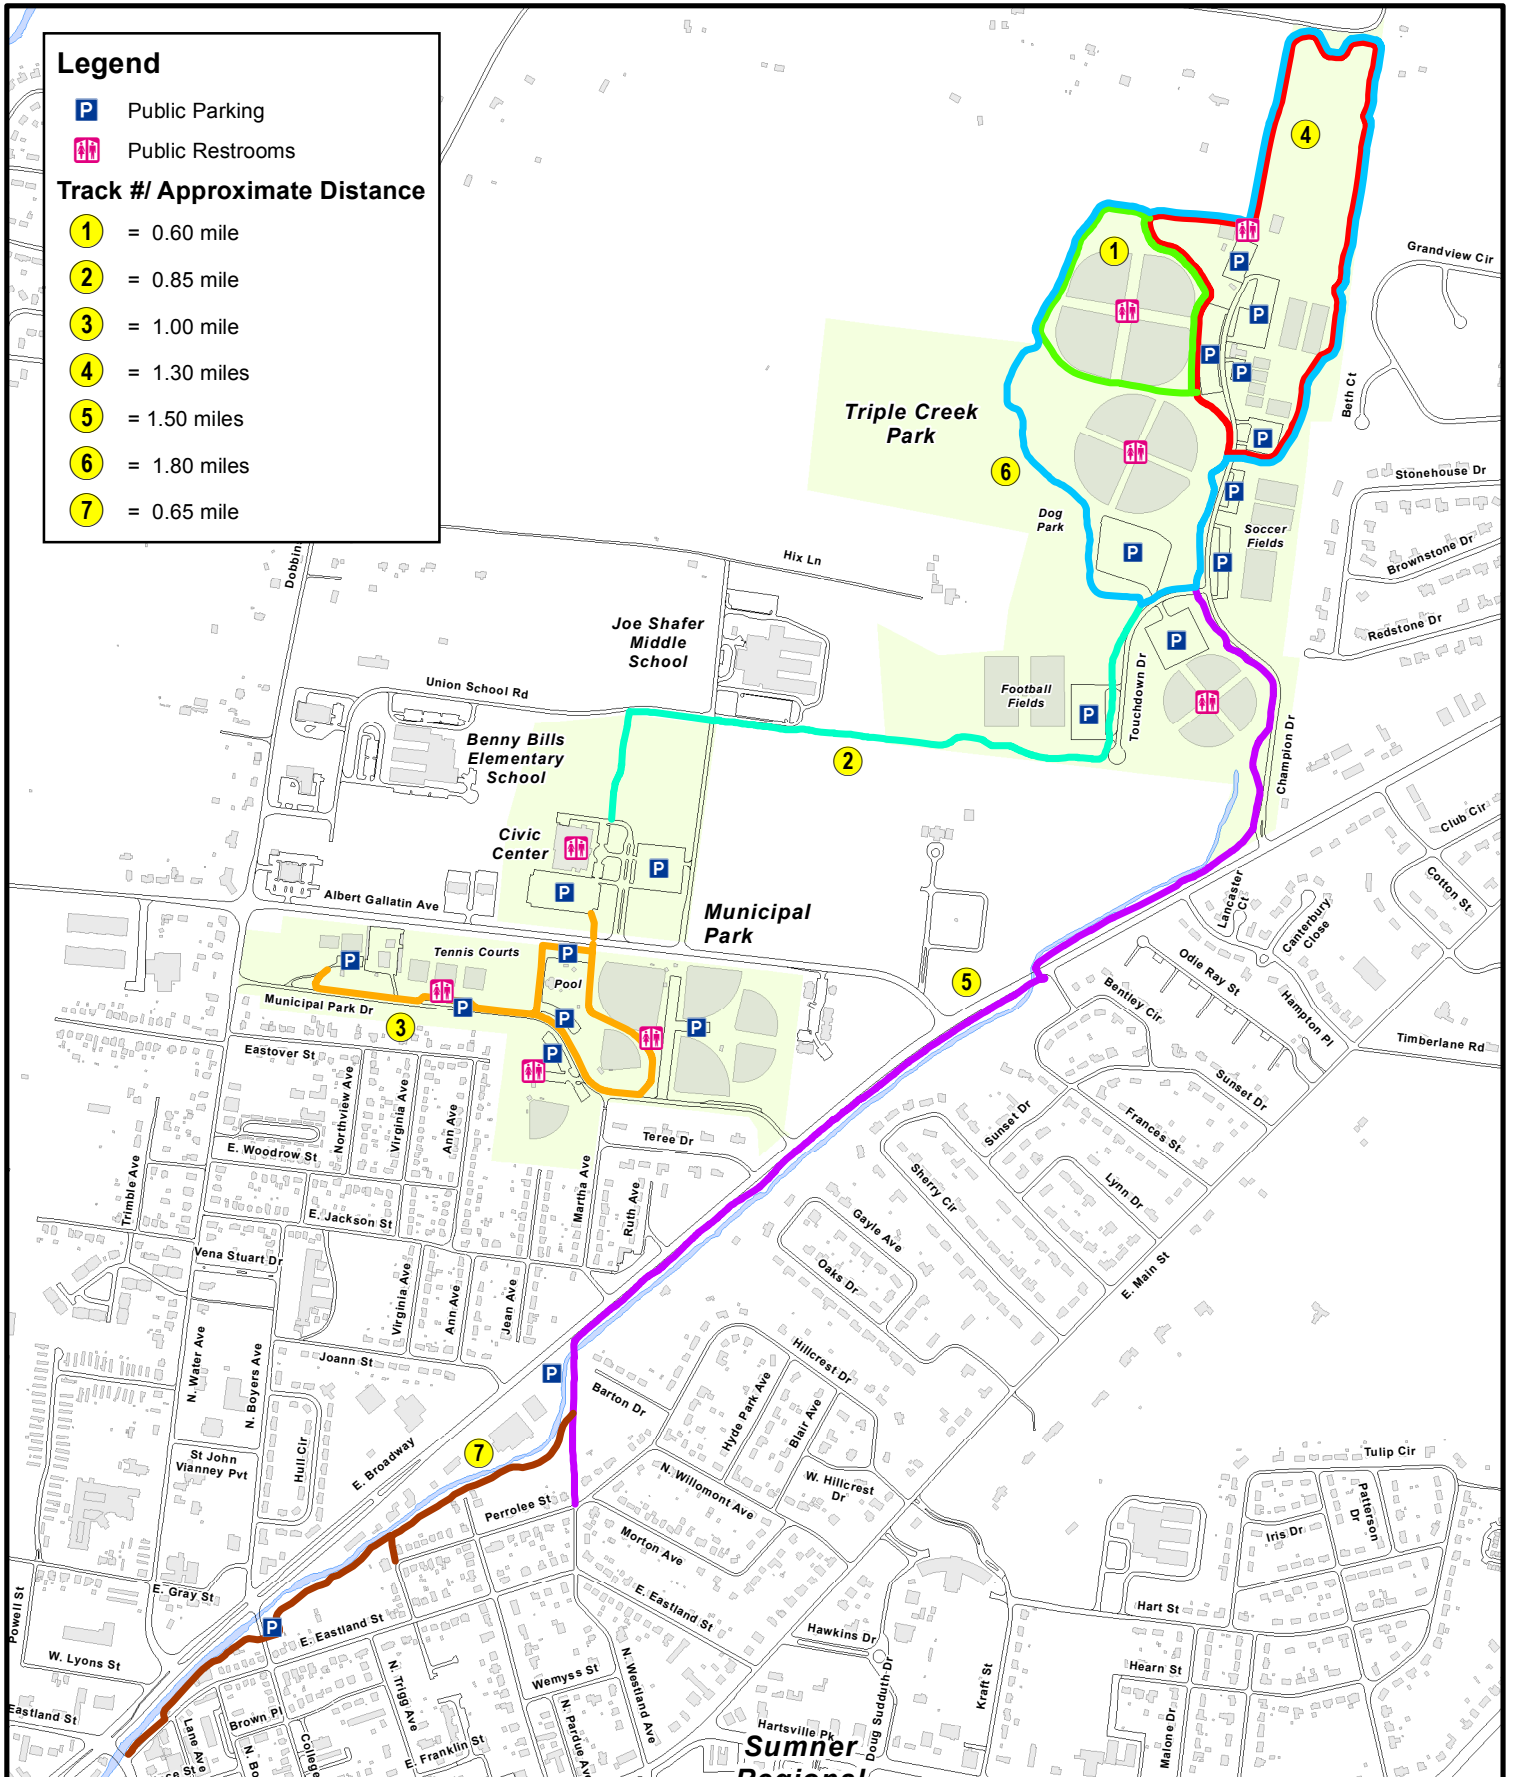 Legend
P Public Parking
Public Restrooms
Track #/ Approximate Distance
1 = 0.60 mile
2 = 0.85 mile
3 = 1.00 mile
4 = 1.30 miles
5 = 1.50 miles
6 = 1.80 miles
7 = 0.65 mile
4
Grandview Cir
1
P
P
P
P
Beth Ct
Triple Creek
Park
P
6
Stonehouse Dr
P
Dog
Park
Soccer
Fields
Brownstone Dr
P
P
Hix Ln
Redstone Dr
Joe Shafer
Middle
School
P
Union School Rd
Football
Fields
P
Touchdown Dr
Champion Dr
Benny Bills
Elementary
School
2
Club Cir
Civic
Center
P
P
Cotton St
Lancaster
Ct
Canterbury
Close
Albert Gallatin Ave
Municipal
Park
P
Tennis Courts
P
Pool
5
Odie Ray St
Bentley Cir
Hampton Pl
Municipal Park Dr
P
P
P
3
P
Timberlane Rd
Eastover St
Northview Ave
Virginia Ave
Ann Ave
Sunset Dr
Sunset Dr
Frances St
Teree Dr
E. Woodrow St
Trimble Ave
Martha Ave
Ruth Ave
Sherry Cir
Lynn Dr
E. Jackson St
Gayle Ave
Vena Stuart Dr
Oaks Dr
E. Main St
Virginia Ave
Ann Ave
Jean Ave
N. Water Ave
N. Boyers Ave
Joann St
P
Hillcrest Dr
Barton Dr
Hyde Park Ave
Blair Ave
7
Hull Cir
E. Broadway
St John
Vianney Pvt
Tulip Cir
N. Willomont Ave
W. Hillcrest
Dr
Perrolee St
Patterson
Dr
Iris Dr
Morton Ave
E. Gray St
Powell St
E. Eastland St
Hart St
P
E. Eastland St
Hawkins Dr
W. Lyons St
Hearn St
N. Trigg Ave
Wemyss St
N. Westland Ave
Doug Sudduth Dr
Kraft St
Malone Dr
Eastland St
Lane Ave
Brown Pl
N. Bo
College
E. Franklin St
N. Pardue Ave
Hartsville Pk
Sumner
Regional